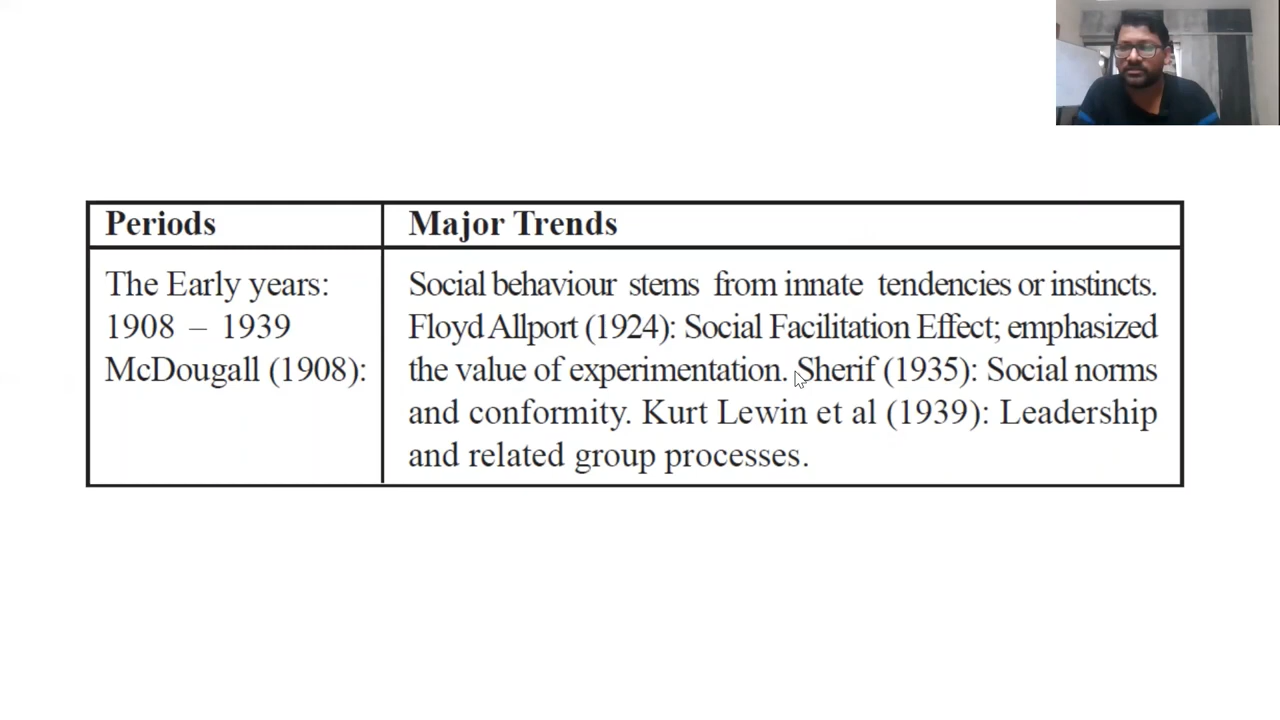 Periods
Major Trends
The Early years:
1908 – 1939
McDougall (1908):
Social behaviour stems from innate tendencies or instincts.
Floyd Allport (1924): Social Facilitation Effect; emphasized
the value of experimentation. Sherif (1935): Social norms
and conformity. Kurt Lewin et al (1939): Leadership
and related group processes.